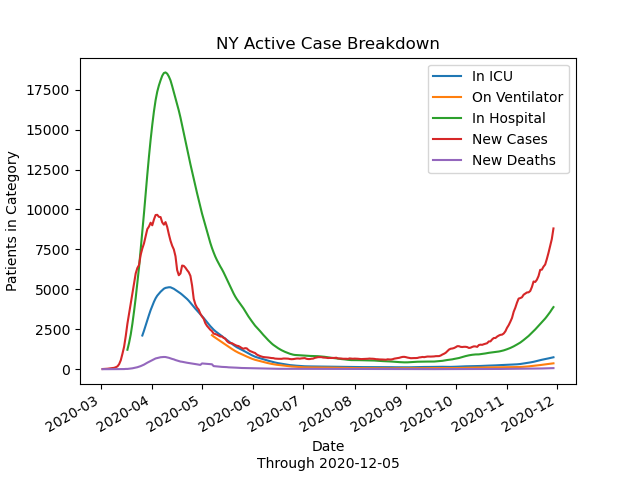 NY Active Case Breakdown
In ICU
On Ventilator
In Hospital
New Cases
New Deaths
Patients in Category
17500
15000
12500
10000
7500
5000
2500
0
2020-03
2020-04
2020-05
2020-06
2020-07
2020-08
2020-09
2020-10
2020-11
2020-12
Date
Through 2020-12-05